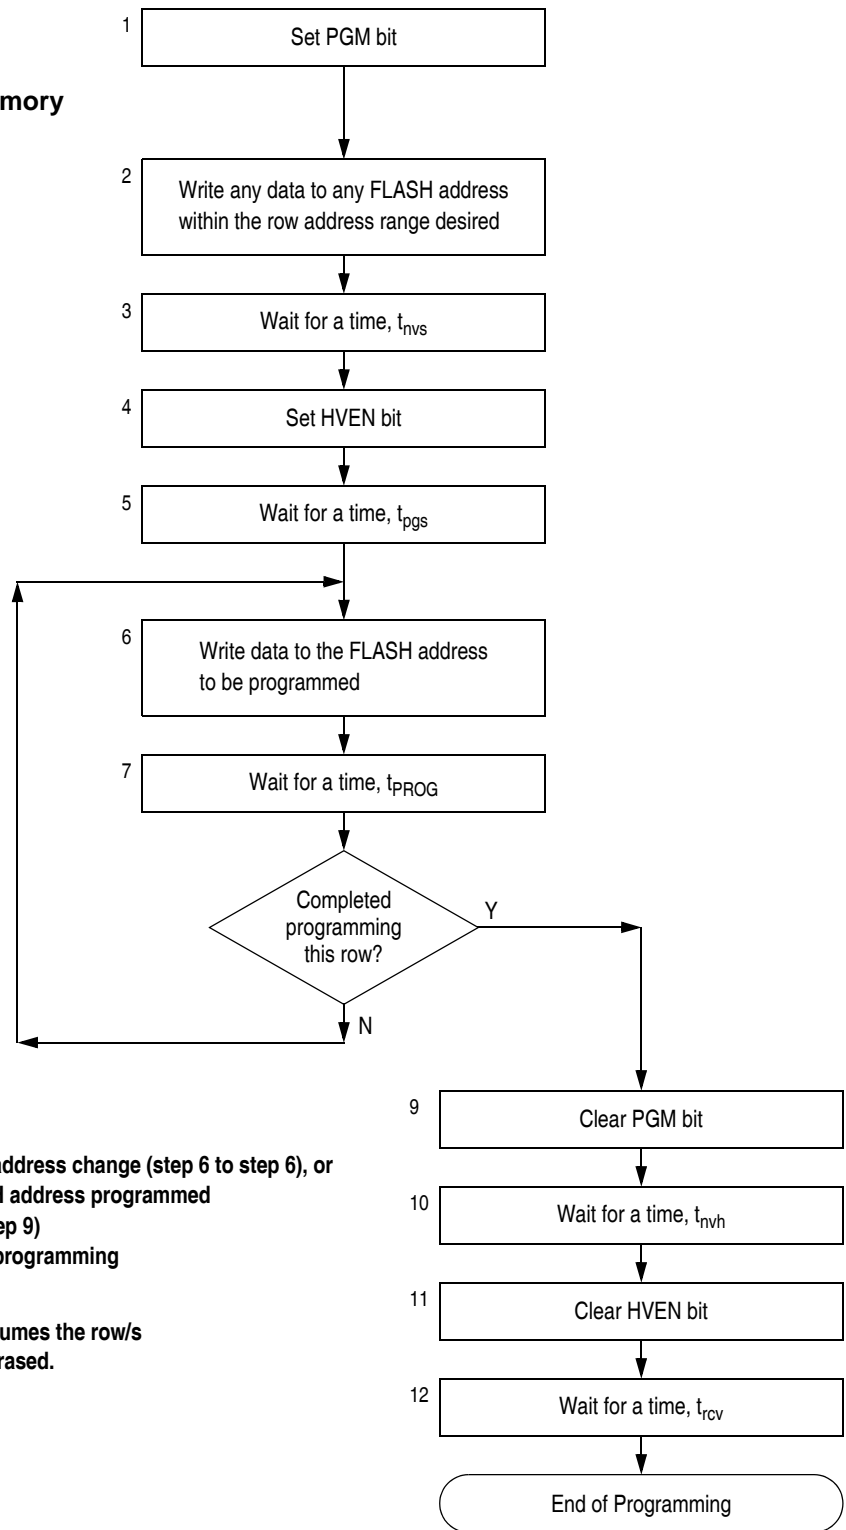 1
Set PGM bit
mory
2
Write any data to any FLASH address
within the row address range desired
3
Wait for a time, tnvs
4
Set HVEN bit
5
Wait for a time, tpgs
6
Write data to the FLASH address
to be programmed
7
Wait for a time, tPROG
Completed
programming
this row?
Y
N
9
Clear PGM bit
address change (step 6 to step 6), or
address programmed
ep 9)
programming
10
Wait for a time, tnvh
11
Clear HVEN bit
umes the row/s
rased.
12
Wait for a time, trcv
End of Programming